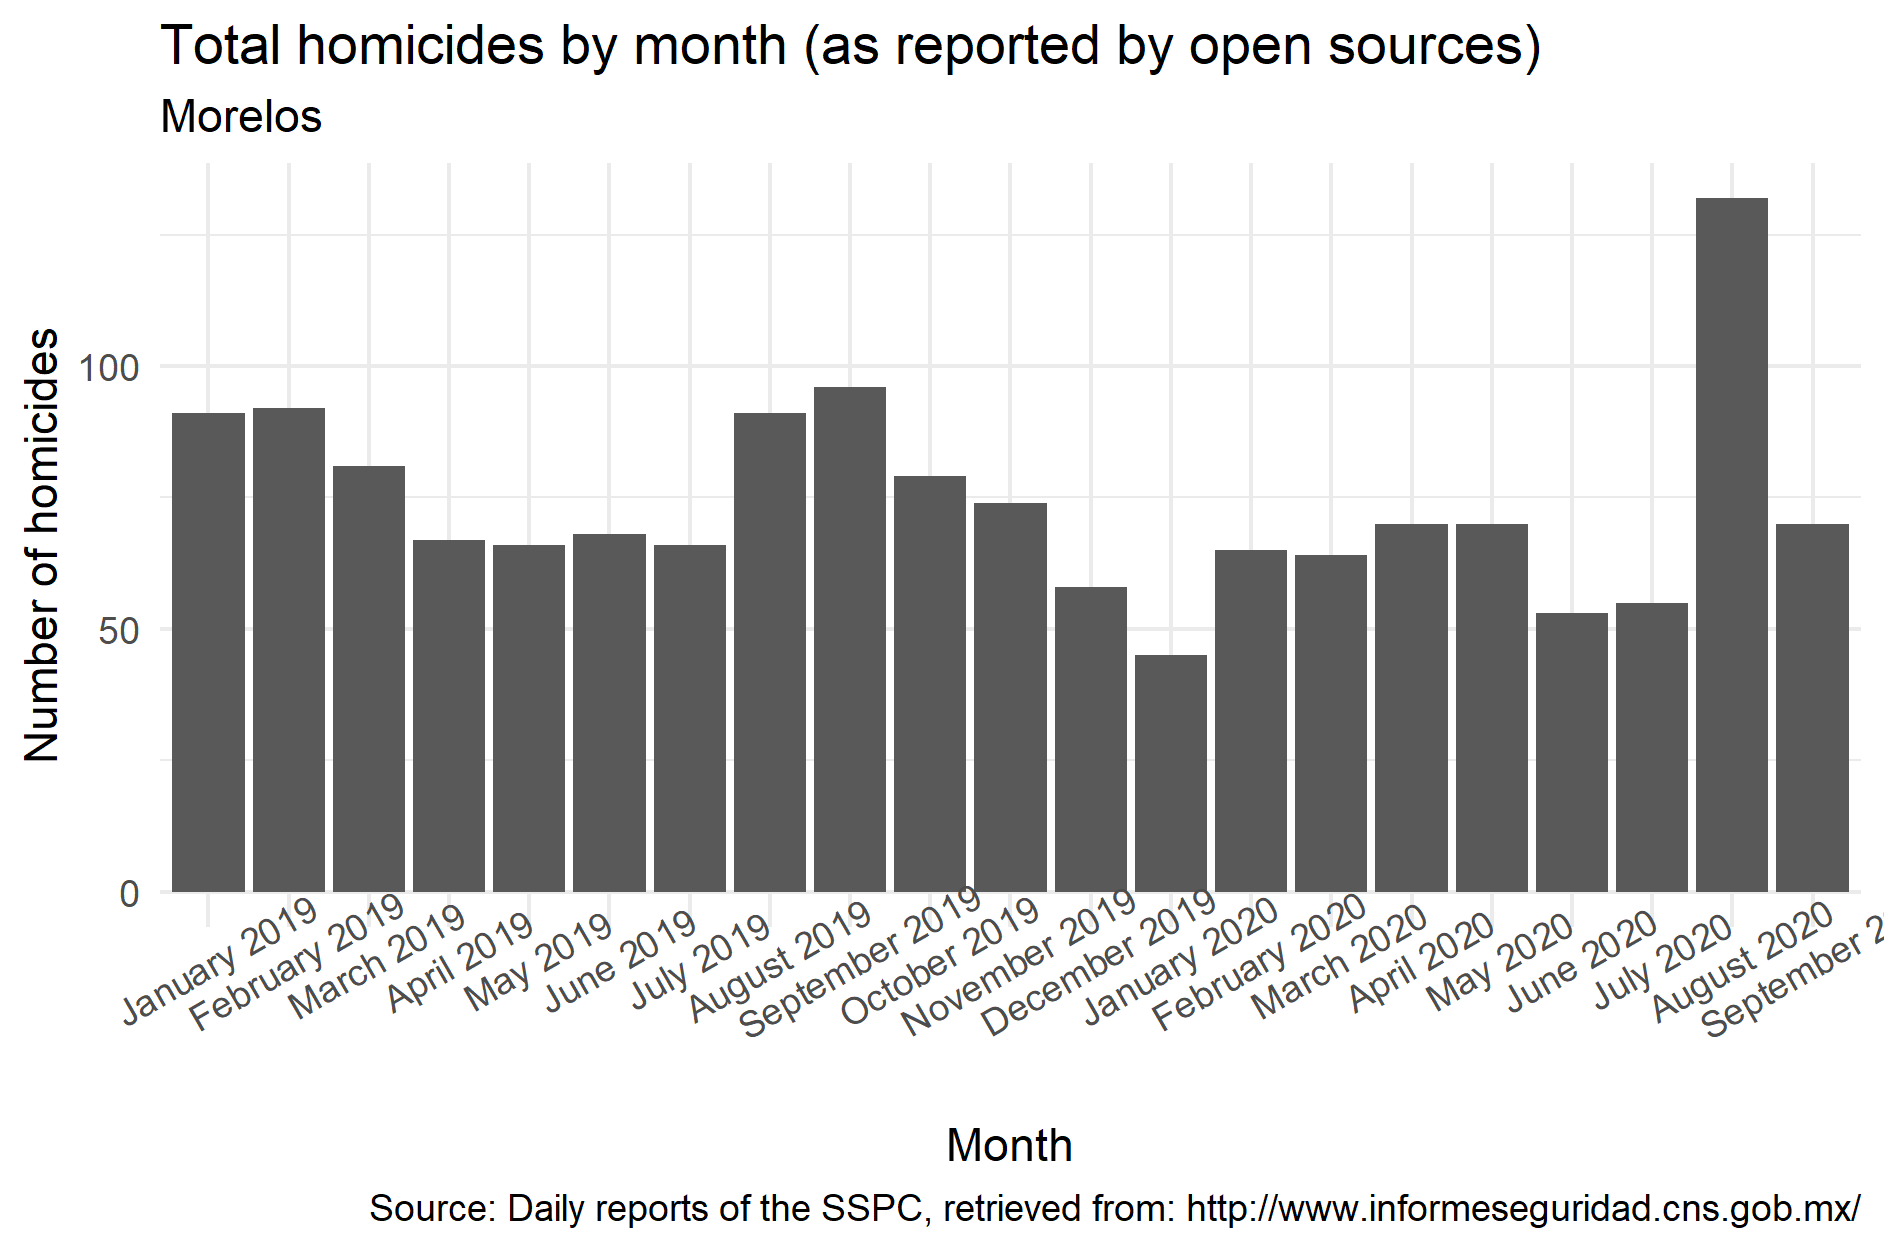 Total homicides by month (as reported by open sources)
Morelos
Number of homicides
100
50
0
January 2019
February 2019
March 2019
April 2019
May 2019
June 2019
July 2019
August 2019
September 2019
October 2019
November 2019
December 2019
January 2020
February 2020
March 2020
April 2020
May 2020
June 2020
July 2020
August 2020
September 2
Month
Source: Daily reports of the SSPC, retrieved from: http://www.informeseguridad.cns.gob.mx/